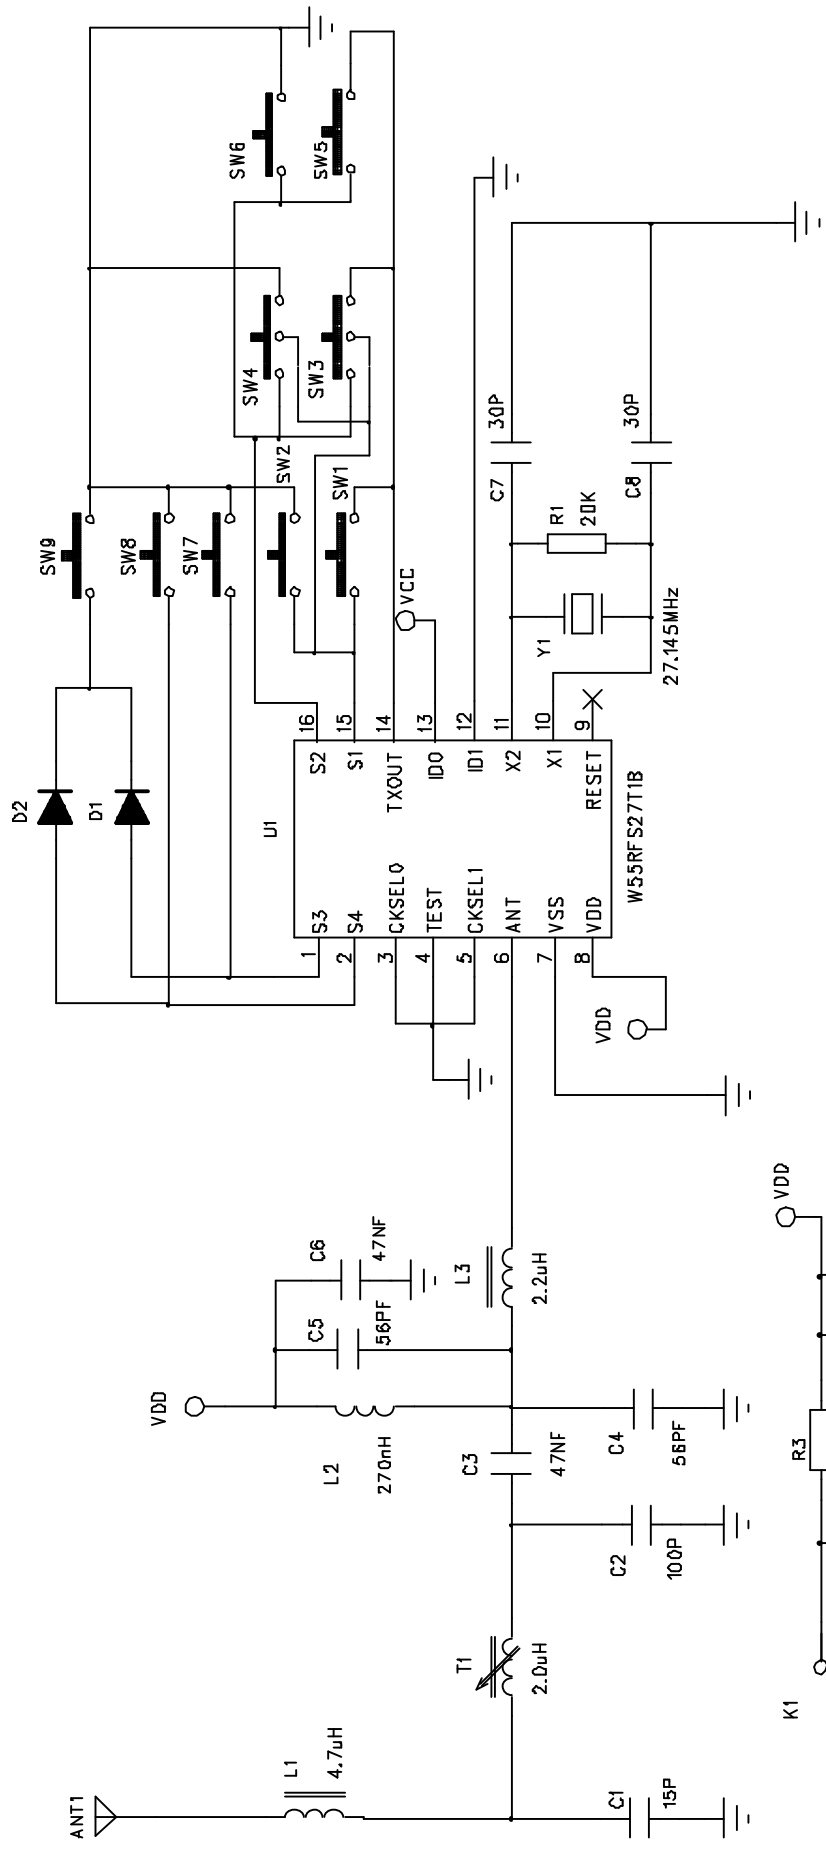 ANT1
L1
4.7uH
C1
15P
T1
2.0uH
C2
100P
C3
47NF
VDD
L2
270nH
C5
56PF
C6
47NF
C4
56PF
L3
2.2uH
K1
R3
VDD
D2
D1
U1
1
S3
2
S4
3
CKSEL0
4
TEST
5
CKSEL1
6
ANT
7
VSS
8
VDD
VDD
W55RFS27T1B
16
S2
15
S1
14
TXOUT
13
ID0
12
ID1
11
X2
10
X1
9
RESET
VCC
SW9
SW8
SW7
SW2
SW1
SW4
SW3
SW6
SW5
Y1
27.145MHz
R1
20K
C7
30P
C8
30P